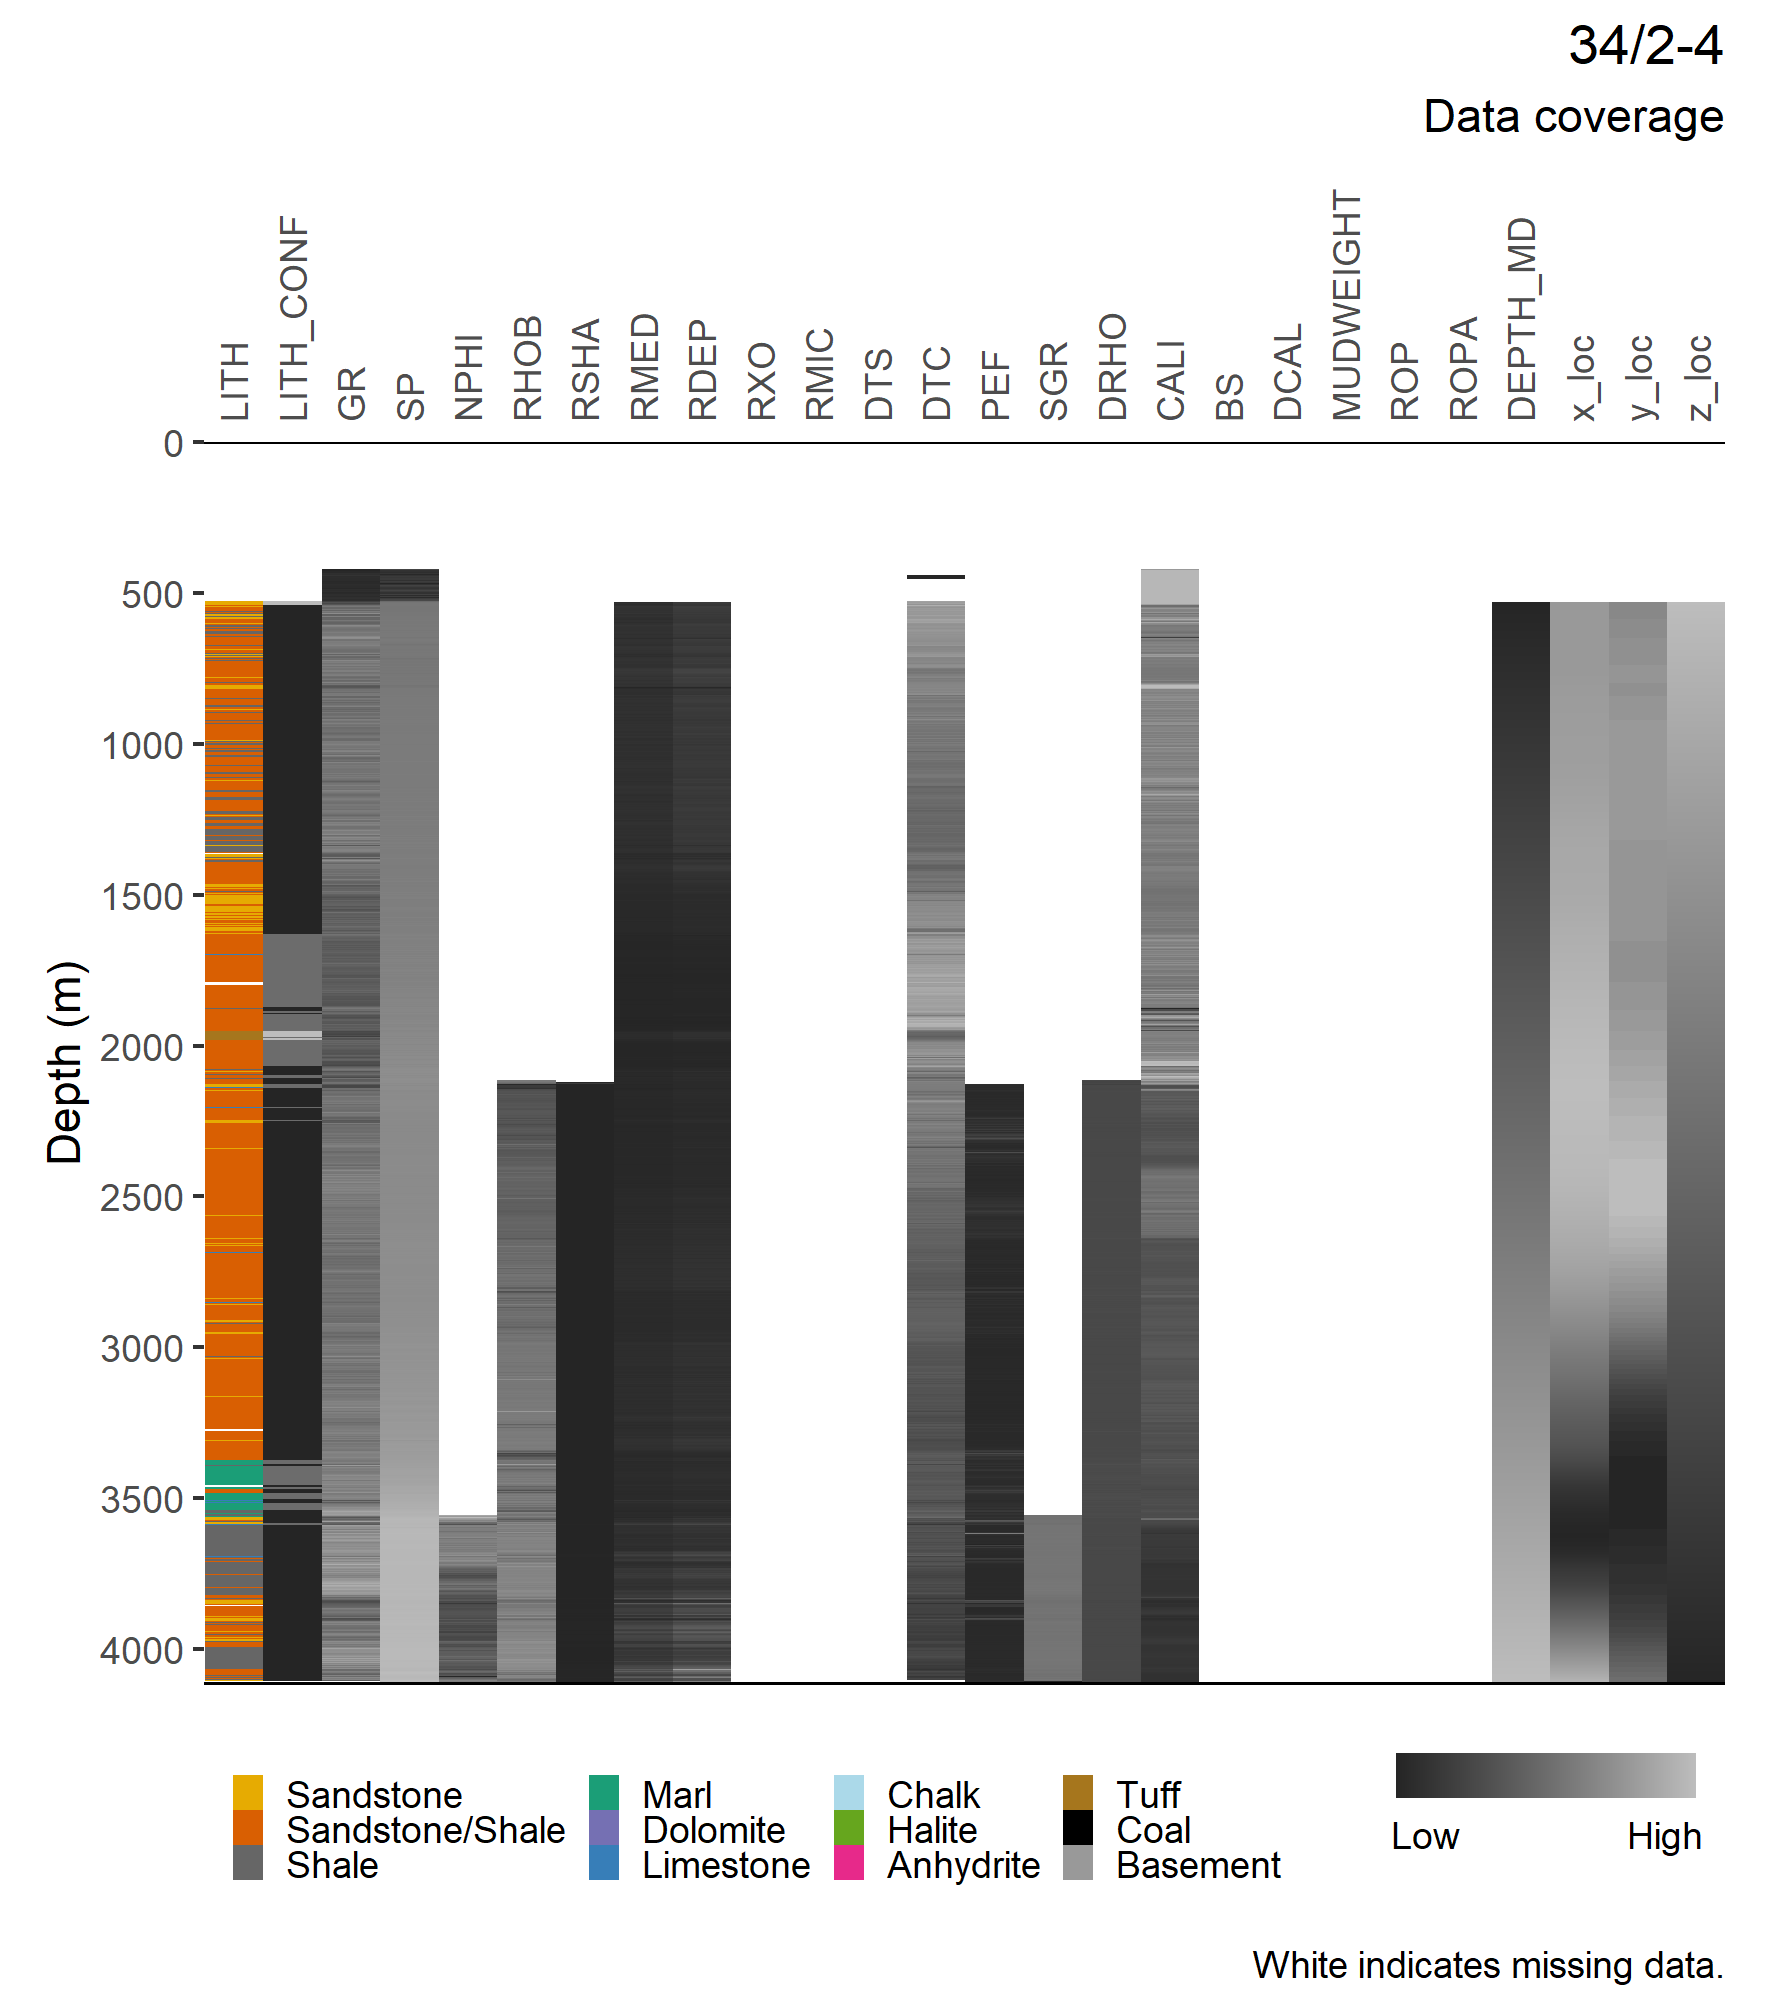 34/2-4
Data coverage
LITH
LITH_CONF
GR
SP
NPHI
RHOB
RSHA
RMED
RDEP
RXO
RMIC
DTS
DTC
PEF
SGR
DRHO
CALI
BS
DCAL
MUDWEIGHT
ROP
ROPA
DEPTH_MD
x_loc
y_loc
z_loc
Depth (m)
0
500
1000
1500
2000
2500
3000
3500
4000
Sandstone
Sandstone/Shale
Shale
Marl
Dolomite
Limestone
Chalk
Halite
Anhydrite
Tuff
Coal
Basement
Low High
White indicates missing data.